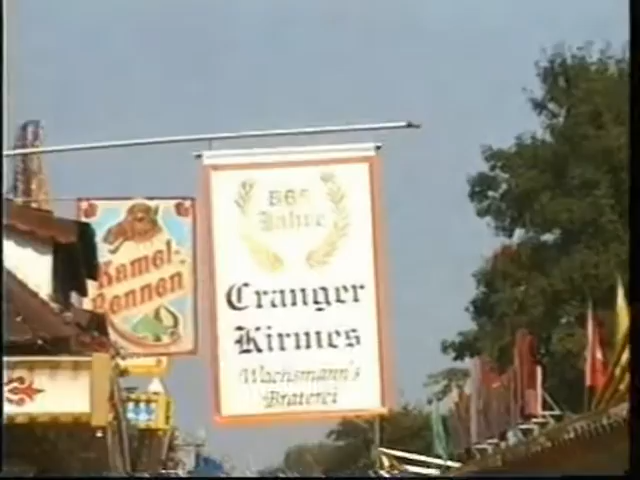 Kamel-
Rennen
Jahre
Cranger
Kirmes
Wachsmann's
Braterei